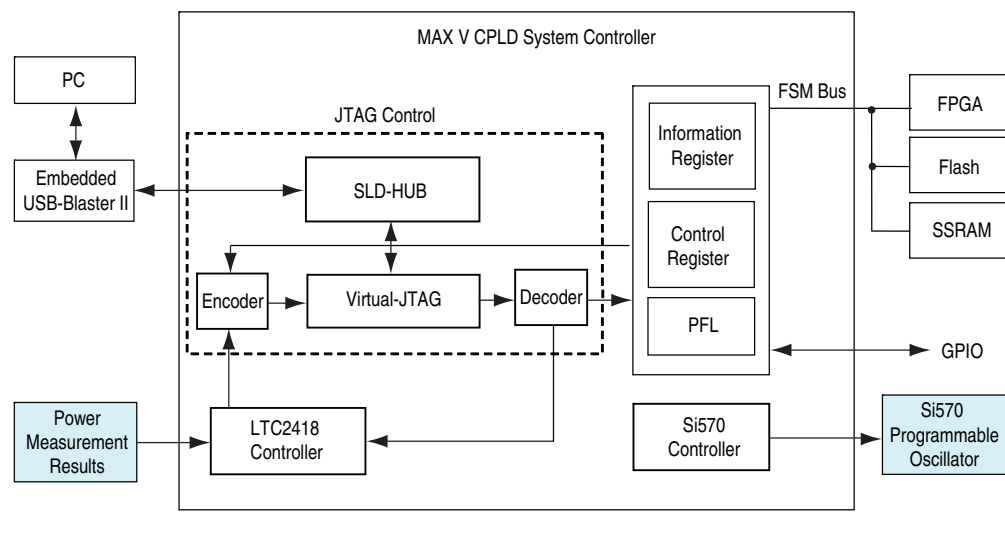 MAX V CPLD System Controller
PC
JTAG Control
FSM Bus
FPGA
Information
Register
Embedded
USB-Blaster II
SLD-HUB
Flash
SSRAM
Control
Register
Encoder
Virtual-JTAG
Decoder
PFL
GPIO
Power
Measurement
Results
LTC2418
Controller
Si570
Controller
Si570
Programmable
Oscillator